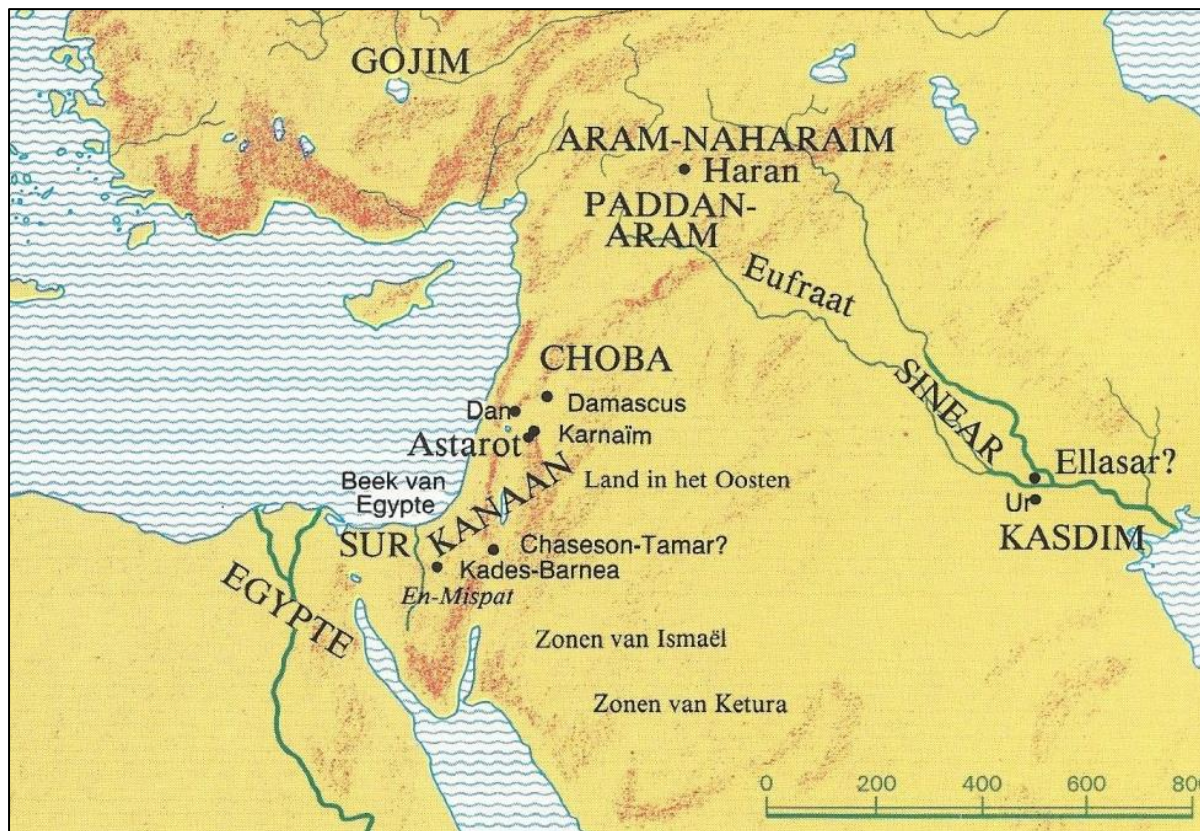 GOJIM
ARAM-NAHARAIM
Haran
PADDAN-
ARAM
Eufraat
CHOBA
Dan
Damascus
Astarot
Karnaïm
SINEAR
Beek van
Egypte
KANAAN
Land in het Oosten
Ellasar?
Ur
KASDIM
SUR
Chaseson-Tamar?
Kades-Barnea
En-Mispat
EGYPTE
Zonen van Ismaël
Zonen van Ketura
0 200 400 600 800